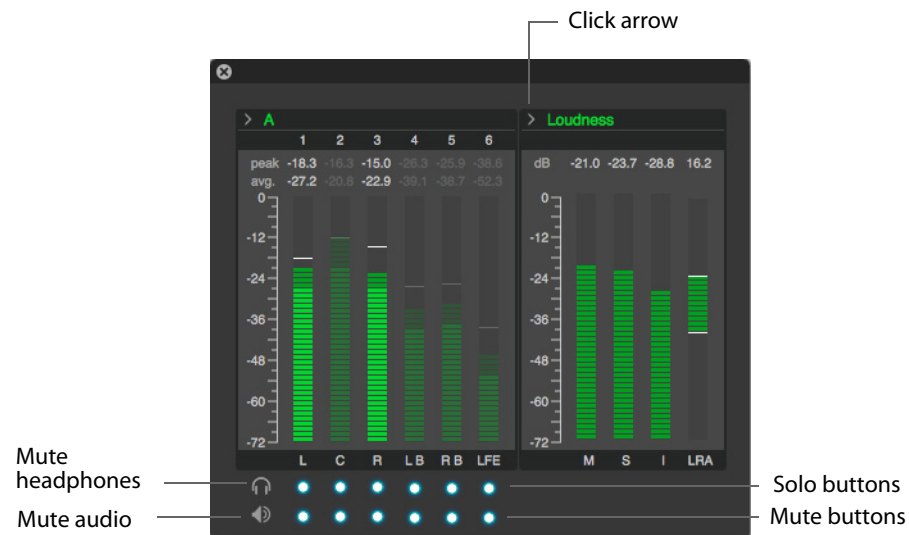 Click arrow
A
Loudness
1 2 3 4 5 6
peak -18.3 -16.3 -15.0 -26.3 -25.9 -38.6
dB -21.0 -23.7 -28.8 16.2
avg. -27.2 -20.8 -22.9 -39.1 -38.7 -52.3
0 0
-12 -12
-24 -24
-36 -36
-48 -48
-60 -60
-72 -72
L C R L B R B LFE
M S I LRA
Mute
headphones
Solo buttons
Mute audio
Mute buttons